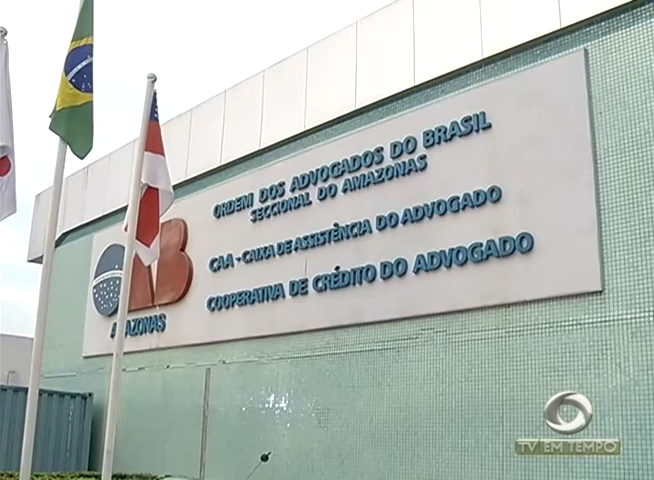 ORDEM DOS ADVOGADOS DO BRASIL
SECCIONAL DO AMAZONAS
CAA - CAIXA DE ASSISTÊNCIA DO ADVOGADO
COOPERATIVA DE CRÉDITO DO ADVOGADO
OAB
AMAZONAS
TV EM TEMPO